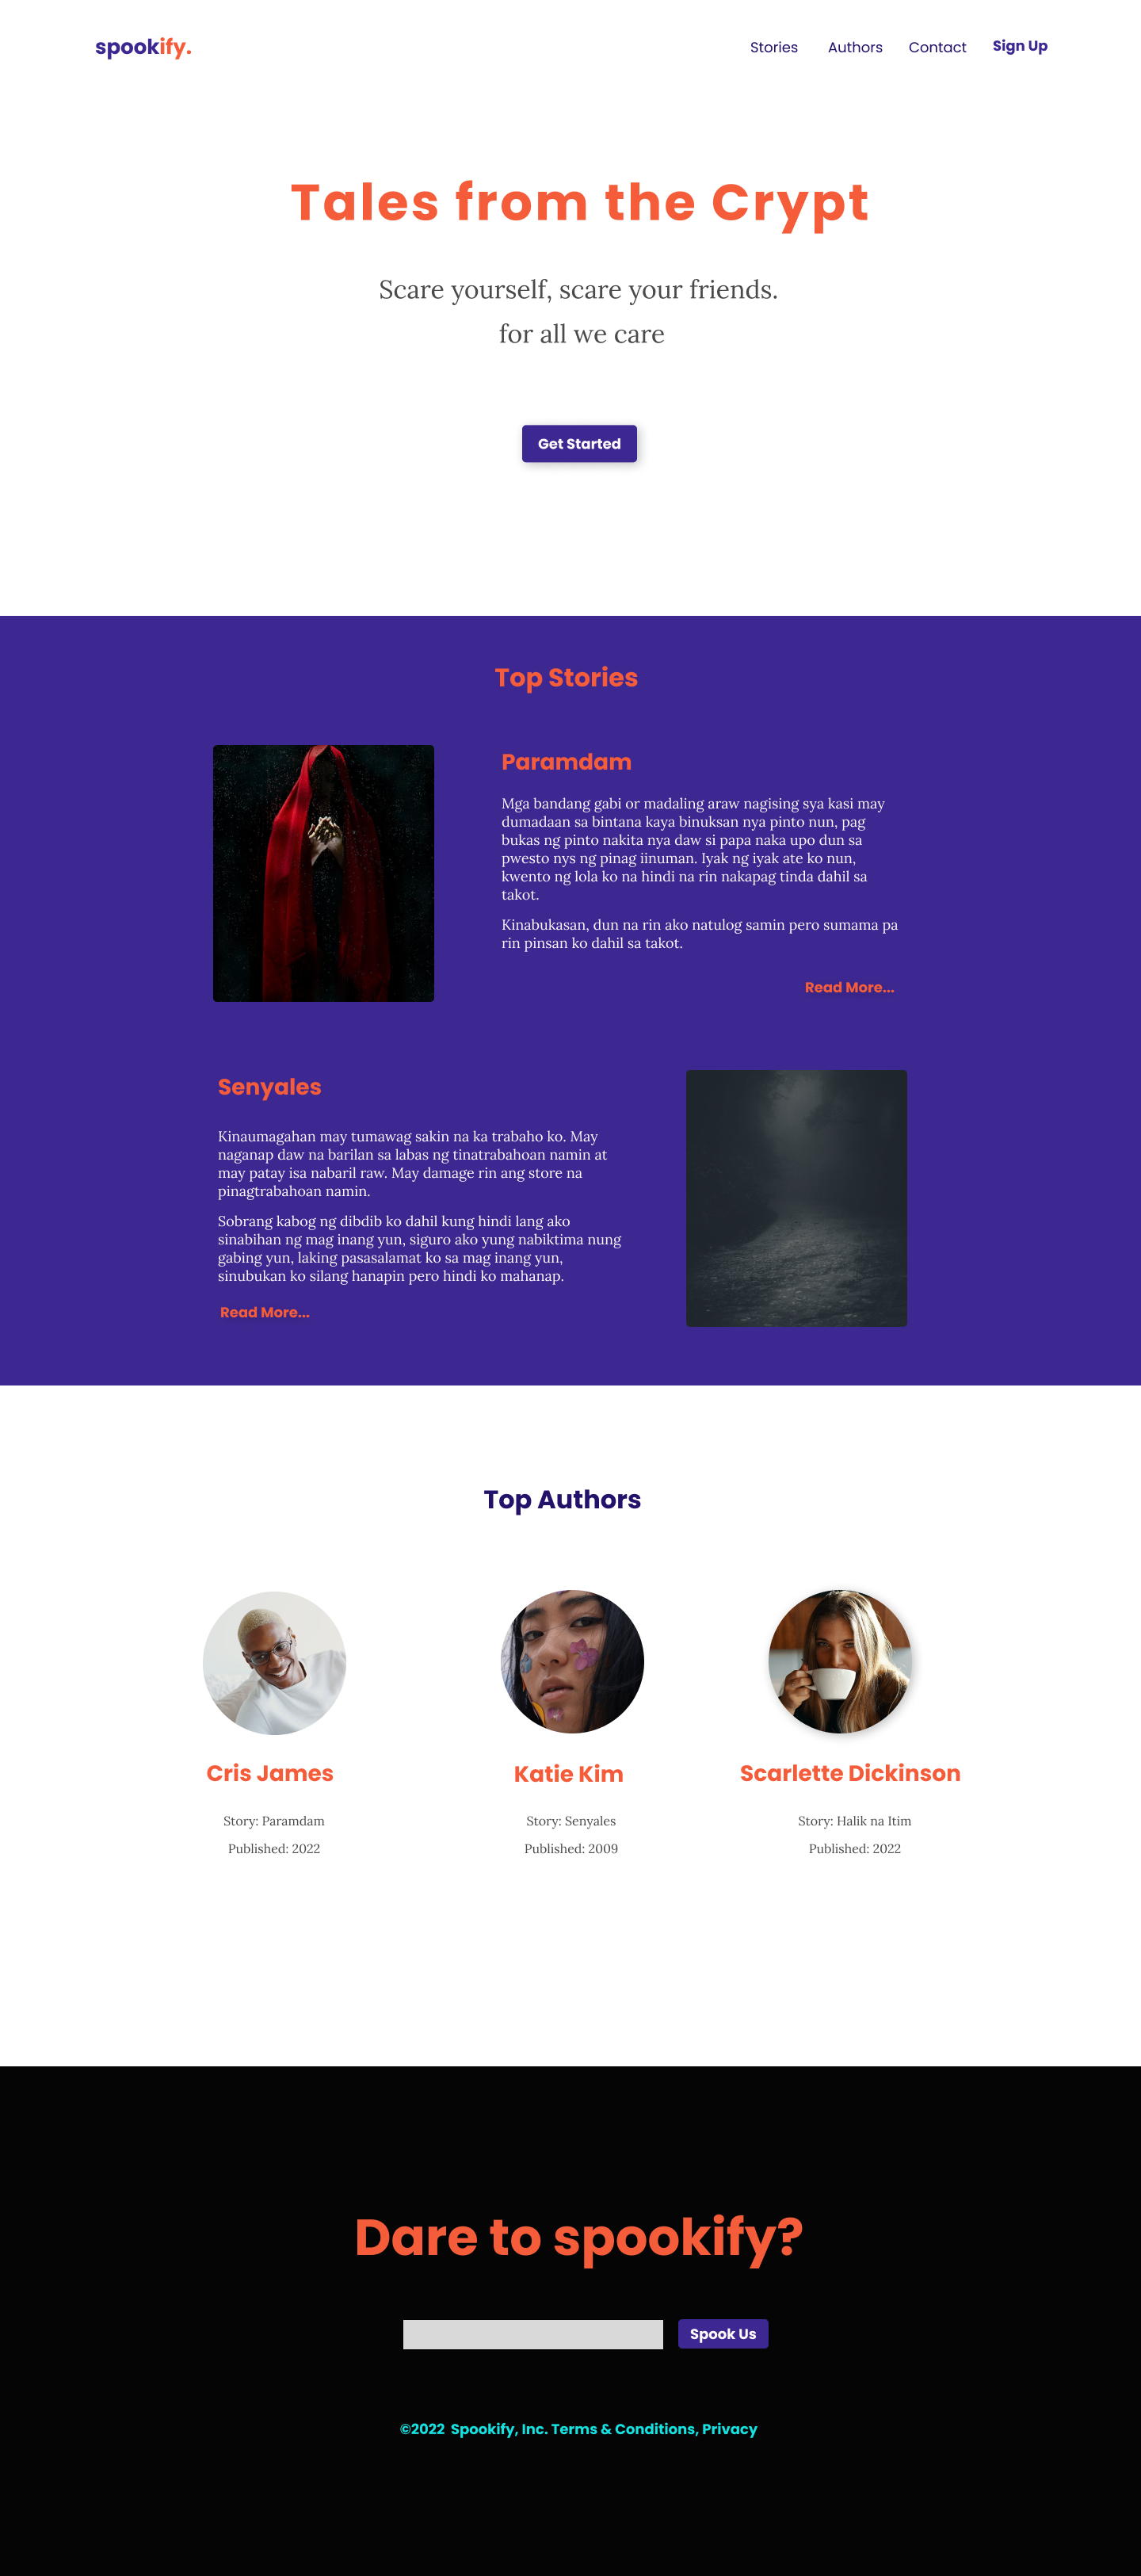 spookify.
Stories Authors Contact Sign Up
Tales from the Crypt
Scare yourself, scare your friends.
for all we care
Get Started
Top Stories
Paramdam
Mga bandang gabi or madaling araw nagising sya kasi may
dumadaan sa bintana kaya binuksan nya pinto nun, pag
bukas ng pinto nakita nya daw si papa naka upo dun sa
pwesto nys ng pinag iinuman. Iyak ng iyak ate ko nun,
kwento ng lola ko na hindi na rin nakapag tinda dahil sa
takot.
Kinabukasan, dun na rin ako natulog samin pero sumama pa
rin pinsan ko dahil sa takot.
Read More...
Senyales
Kinaumagahan may tumawag sakin na ka trabaho ko. May
naganap daw na barilan sa labas ng tinatrabahoan namin at
may patay isa nabaril raw. May damage rin ang store na
pinagtrabahoan namin.
Sobrang kabog ng dibdib ko dahil kung hindi lang ako
sinabihan ng mag inang yun, siguro ako yung nabiktima nung
gabing yun, laking pasasalamat ko sa mag inang yun,
sinubukan ko silang hanapin pero hindi ko mahanap.
Read More...
Top Authors
Cris James
Story: Paramdam
Published: 2022
Katie Kim
Story: Senyales
Published: 2009
Scarlette Dickinson
Story: Halik na Itim
Published: 2022
Dare to spookify?
Spook Us
©2022 Spookify, Inc. Terms & Conditions, Privacy